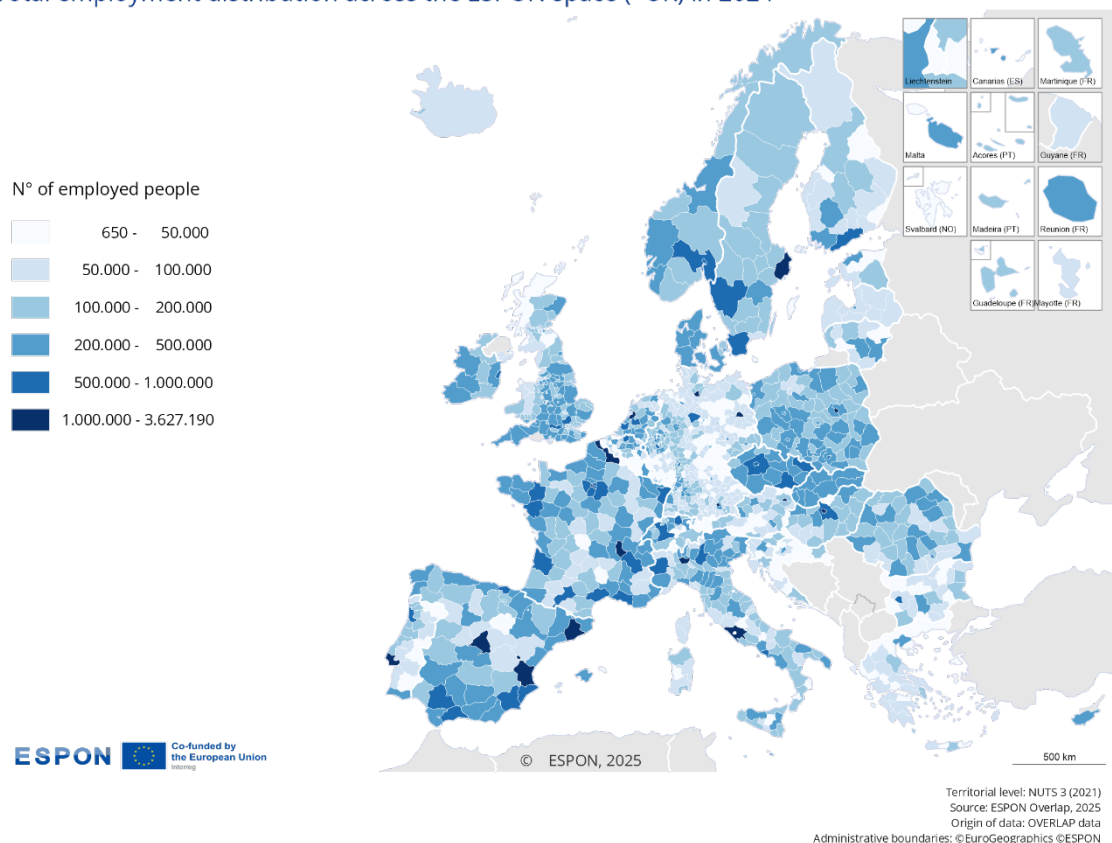 N° of employed people
650 - 50.000
50.000 - 100.000
100.000 - 200.000
200.000 - 500.000
500.000 - 1.000.000
1.000.000 - 3.627.190
Liechtenstein
Canarias (ES)
Martinique (FR)
Malta
Acores (PT)
Guyane (FR)
Svalbard (NO)
Madeira (PT)
Reunion (FR)
Guadeloupe (FR)
Mayotte (FR)
ESPON
Co-funded by
the European Union
Interreg
© ESPON, 2025
500 km
Territorial level: NUTS 3 (2021)
Source: ESPON Overlap, 2025
Origin of data: OVERLAP data
Administrative boundaries: ©EuroGeographics ©ESPON